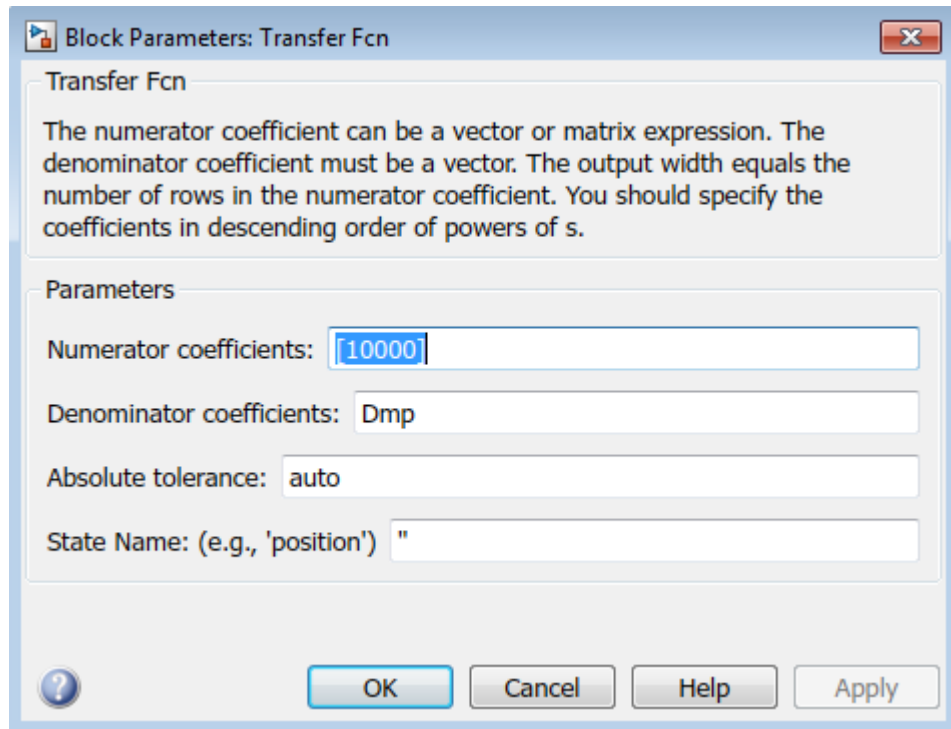 Block Parameters: Transfer Fcn
Transfer Fcn
The numerator coefficient can be a vector or matrix expression. The
denominator coefficient must be a vector. The output width equals the
number of rows in the numerator coefficient. You should specify the
coefficients in descending order of powers of s.
Parameters
Numerator coefficients: [10000]
Denominator coefficients: Dmp
Absolute tolerance: auto
State Name: (e.g., 'position') ''
? OK Cancel Help Apply